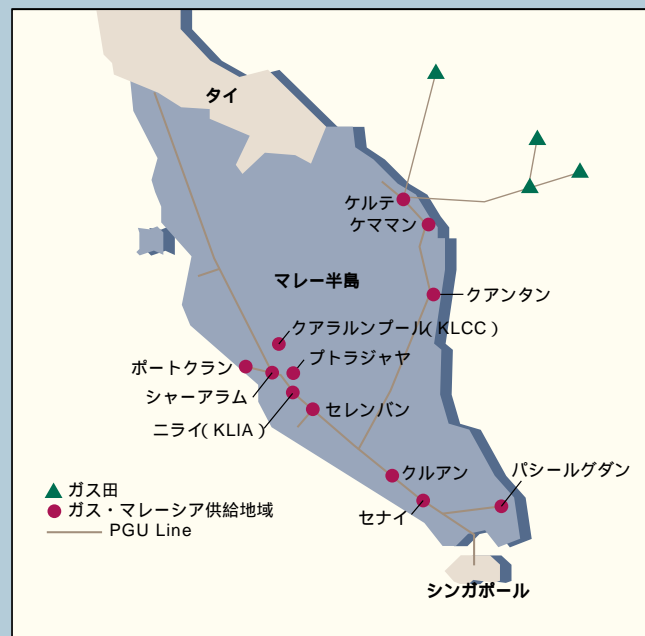 タイ
ケルテ
ケママン
マレー半島
クアンタン
クアラルンプール(KLCC)
ポートクラン
プトラジャヤ
シャーアラム
ニライ(KLIA)
セレンバン
クルアン
パシールグダン
セナイ
ガス田
ガス・マレーシア供給地域
PGU Line
シンガポール